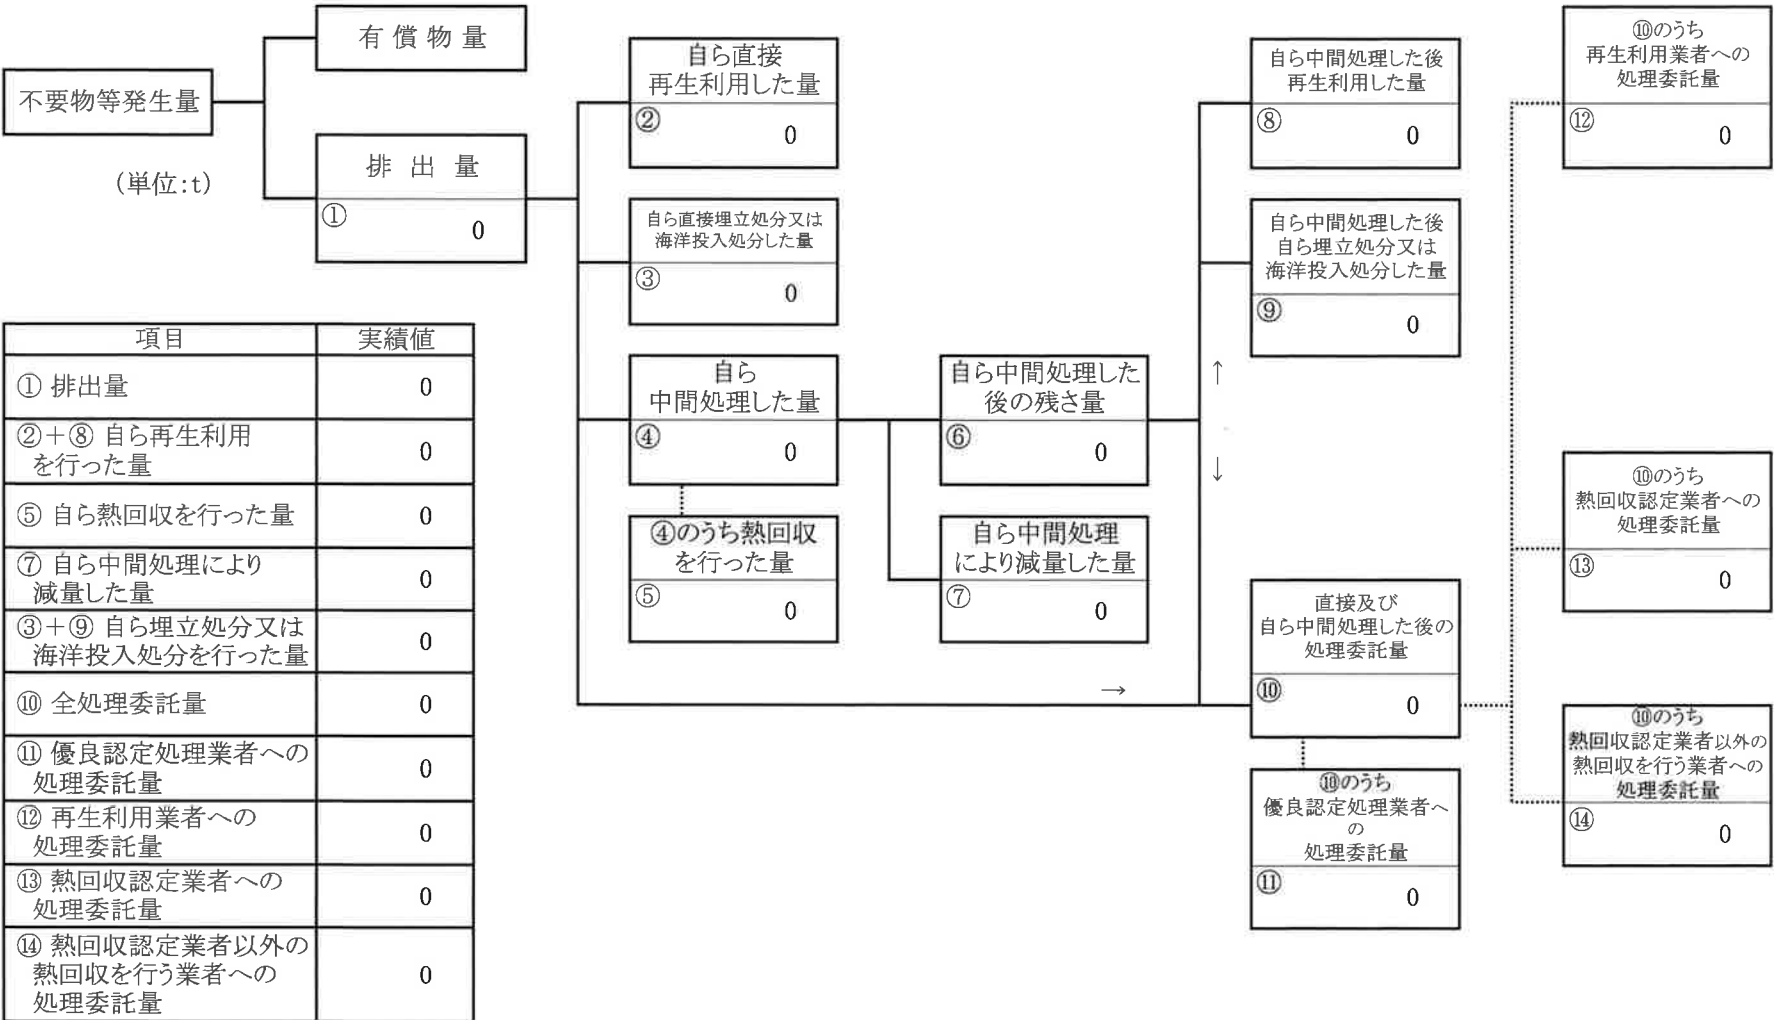 不要物等発生量
(単位:t)
有償物量
排出量
① 0
自ら直接
再生利用した量
② 0
自ら直接埋立処分又は
海洋投入処分した量
③ 0
自ら
中間処理した量
④ 0
④のうち熱回収
を行った量
⑤ 0
自ら中間処理した
後の残さ量
⑥ 0
自ら中間処理
により減量した量
⑦ 0
自ら中間処理した後
再生利用した量
⑧ 0
自ら中間処理した後
自ら埋立処分又は
海洋投入処分した量
⑨ 0
↑
↓
→
直接及び
自ら中間処理した後の
処理委託量
⑩ 0
⑩のうち
優良認定処理業者へ
の
処理委託量
⑪ 0
⑩のうち
再生利用業者への
処理委託量
⑫ 0
⑩のうち
熱回収認定業者への
処理委託量
⑬ 0
⑩のうち
熱回収認定業者以外の
熱回収を行う業者への
処理委託量
⑭ 0
項目 実績値
① 排出量 0
②+⑧ 自ら再生利用
を行った量 0
⑤ 自ら熱回収を行った量 0
⑦ 自ら中間処理により
減量した量 0
③+⑨ 自ら埋立処分又は
海洋投入処分を行った量 0
⑩ 全処理委託量 0
⑪ 優良認定処理業者への
処理委託量 0
⑫ 再生利用業者への
処理委託量 0
⑬ 熱回収認定業者への
処理委託量 0
⑭ 熱回収認定業者以外の
熱回収を行う業者への
処理委託量 0